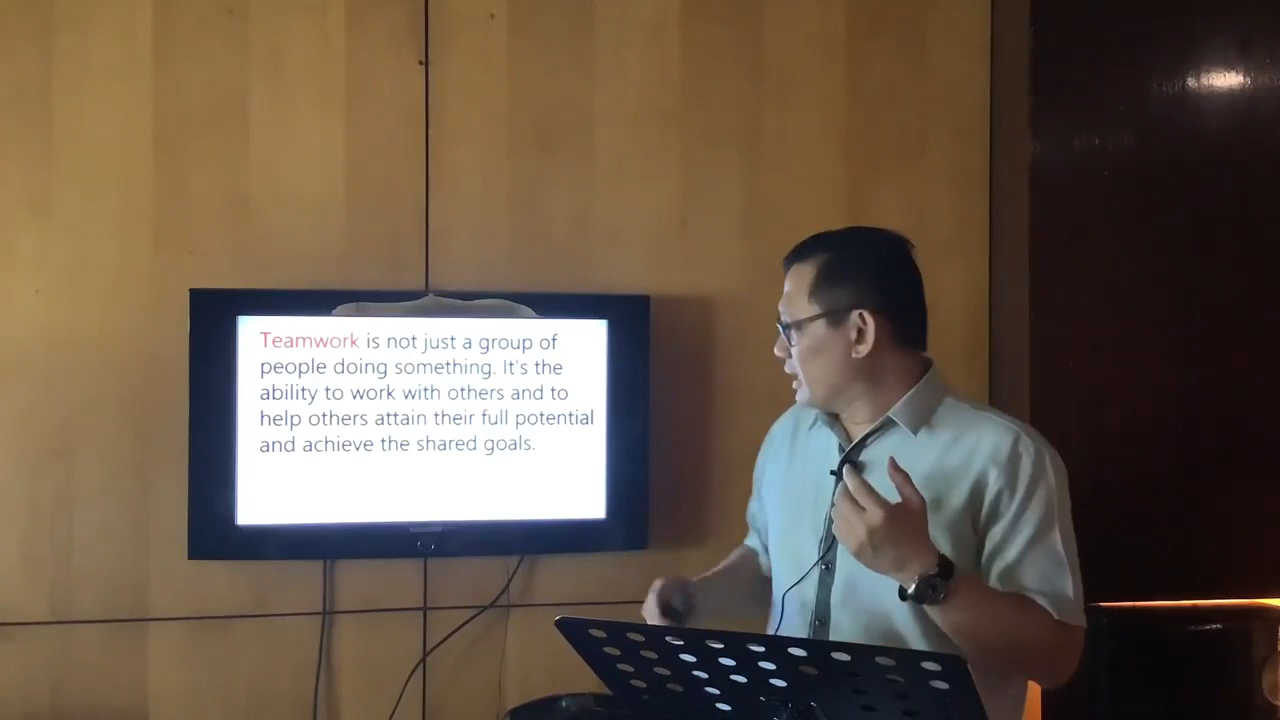 Teamwork is not just a group of
people doing something. It's the
ability to work with others and to
help others attain their full potential
and achieve the shared goals.